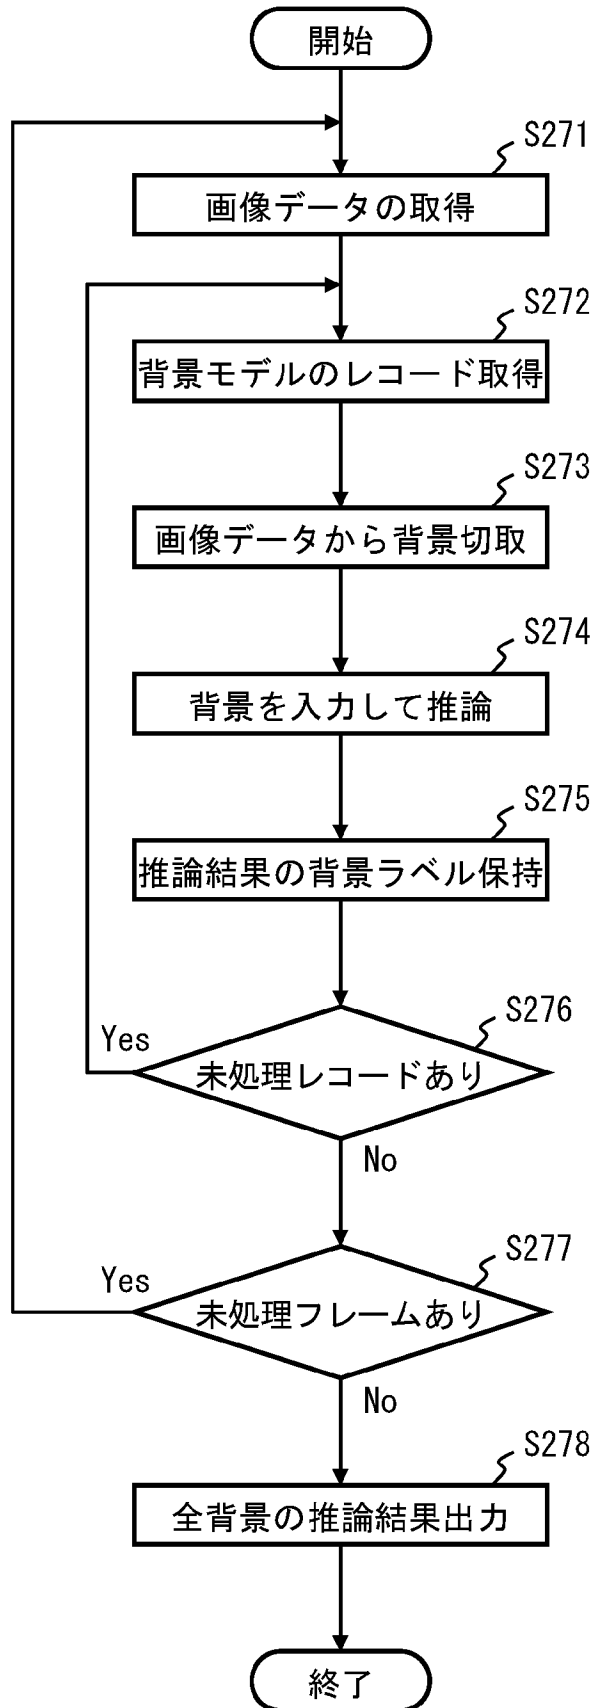 開始
S271
画像データの取得
S272
背景モデルのレコード取得
S273
画像データから背景切取
S274
背景を入力して推論
S275
推論結果の背景ラベル保持
S276
Yes
未処理レコードあり
No
S277
Yes
未処理フレームあり
No
S278
全背景の推論結果出力
終了